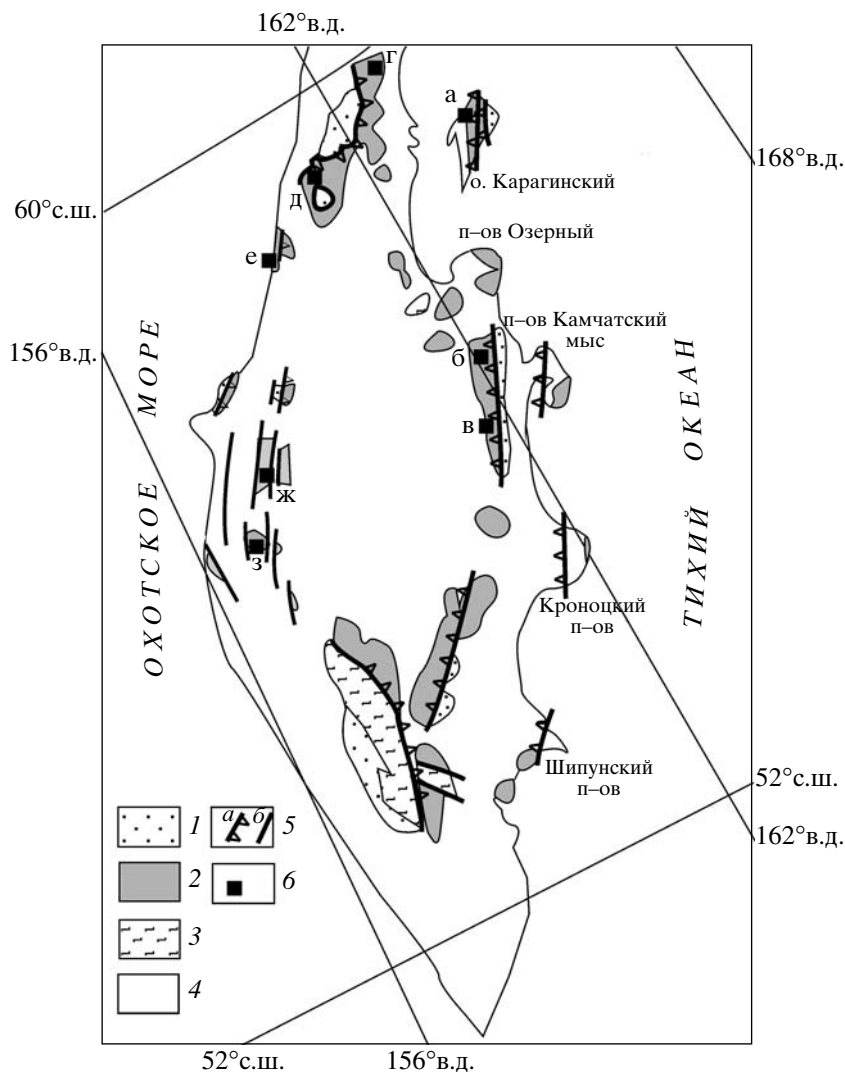 162°в.д.
г
а
168°в.д.
о. Карагинский
д
60°с.ш.
п–ов Озерный
е
п–ов Камчатский
мыс
156°в.д.
б
ОХОТСКОЕ МОРЕ
ТИХИЙ ОКЕАН
в
ж
з
Кроноцкий
п–ов
Шипунский
п–ов
52°с.ш.
162°в.д.
1
а б 5
2
6
3
4
52°с.ш.
156°в.д.